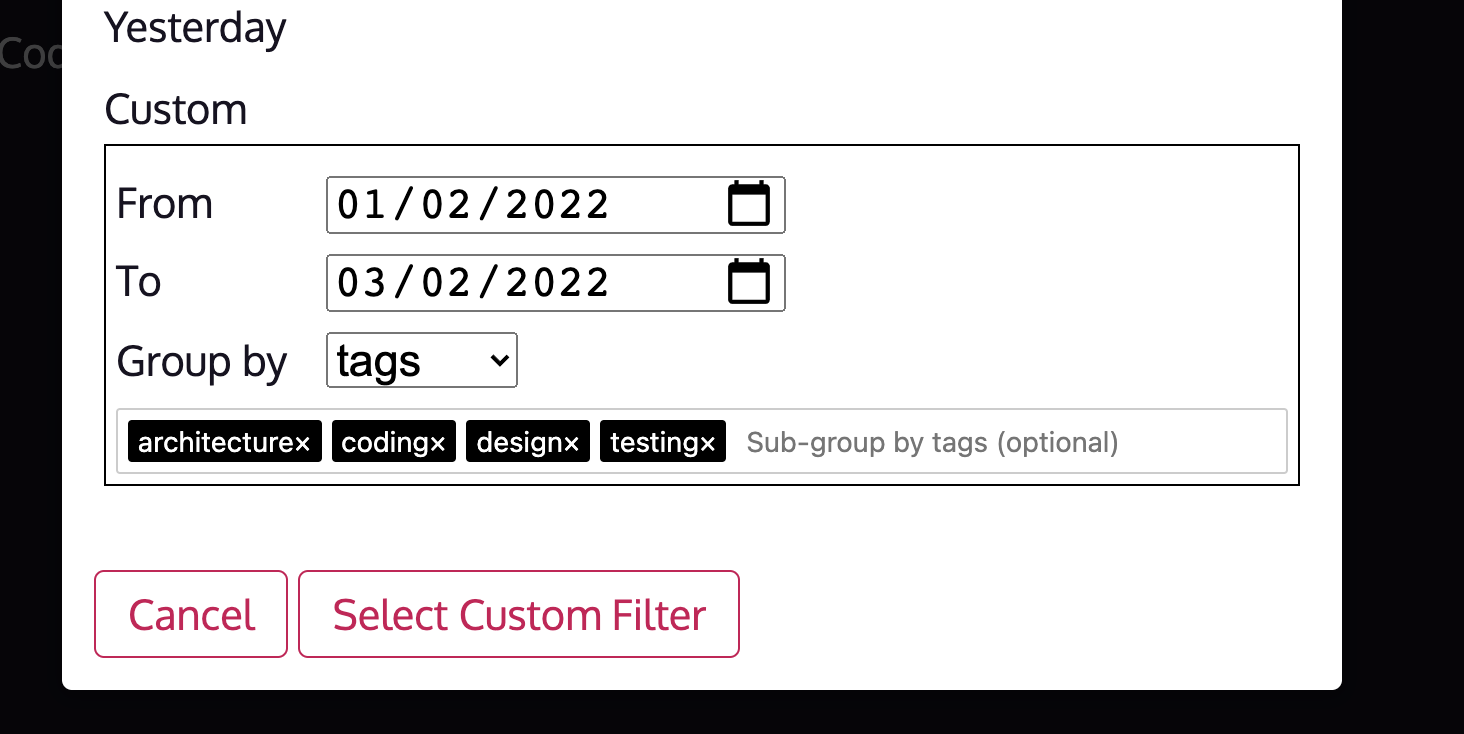 Yesterday
Custom
From 01/02/2022
To 03/02/2022
Group by tags
architecture× coding× design× testing× Sub-group by tags (optional)
Cancel Select Custom Filter